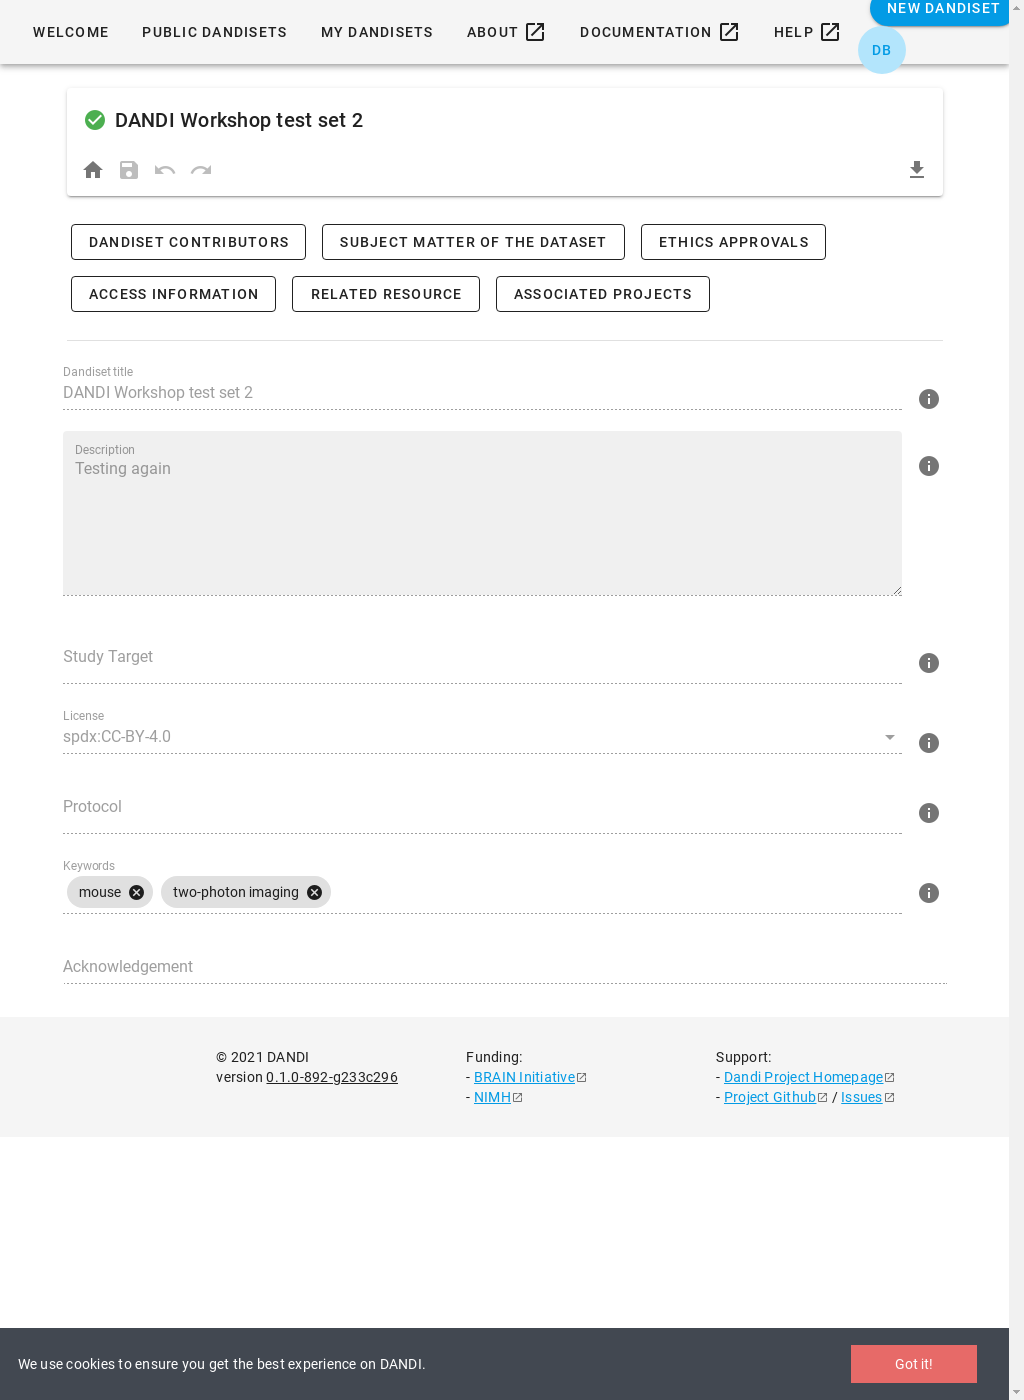 NEW DANDISET
WELCOME PUBLIC DANDISETS MY DANDISETS ABOUT DOCUMENTATION HELP
DB
DANDI Workshop test set 2
DANDISET CONTRIBUTORS SUBJECT MATTER OF THE DATASET ETHICS APPROVALS
ACCESS INFORMATION RELATED RESOURCE ASSOCIATED PROJECTS
Dandiset title
DANDI Workshop test set 2
Description
Testing again
Study Target
License
spdx:CC-BY-4.0
Protocol
Keywords
mouse two-photon imaging
Acknowledgement
© 2021 DANDI
version 0.1.0-892-g233c296
Funding:
- BRAIN Initiative
- NIMH
Support:
- Dandi Project Homepage
- Project Github / Issues
We use cookies to ensure you get the best experience on DANDI.
Got it!